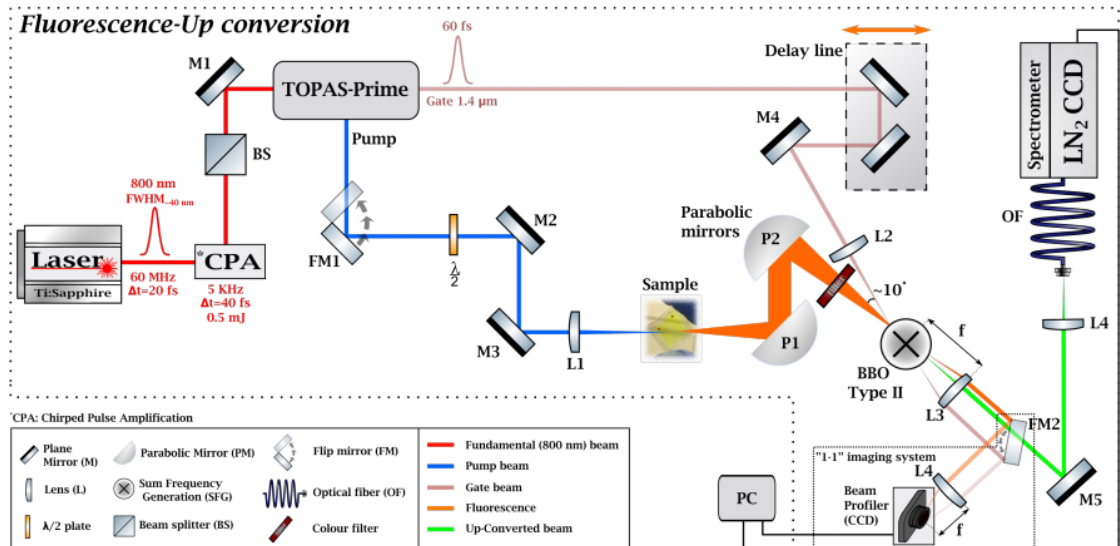 Fluorescence-Up conversion
60 fs
M1
TOPAS-Prime
Gate 1.4 µm
Delay line
Spectrometer
LN2 CCD
BS
Pump
M4
800 nm
FWHM~40 nm
Laser
Ti:Sapphire
60 MHz
Δt=20 fs
*CPA
5 KHz
Δt=40 fs
0.5 mJ
FM1
λ/2
M2
M3
L1
Sample
Parabolic
mirrors
P2
P1
L2
~10°
OF
L4
BBO
Type II
f
L3
FM2
"1-1" imaging system
L4
M5
Beam
Profiler
(CCD)
f
PC
*CPA: Chirped Pulse Amplification
Plane
Mirror (M)
Parabolic Mirror (PM)
Flip mirror (FM)
Lens (L)
Sum Frequency
Generation (SFG)
Optical fiber (OF)
λ/2 plate
Beam splitter (BS)
Colour filter
Fundamental (800 nm) beam
Pump beam
Gate beam
Fluorescence
Up-Converted beam